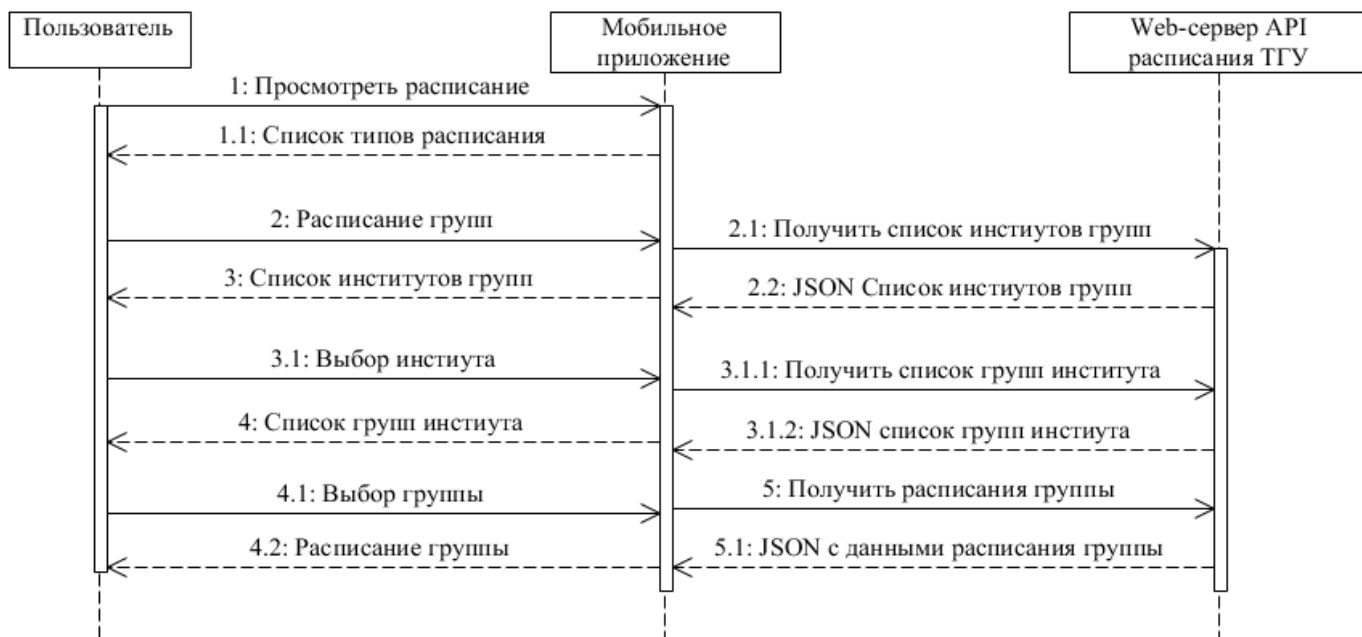 Пользователь
Мобильное
приложение
Web-сервер API
расписания ТГУ
1: Просмотреть расписание
1.1: Список типов расписания
2: Расписание групп
2.1: Получить список инстиутов групп
3: Список институтов групп
2.2: JSON Список инстиутов групп
3.1: Выбор инстиута
3.1.1: Получить список групп института
4: Список групп инстиута
3.1.2: JSON список групп инстиута
4.1: Выбор группы
5: Получить расписания группы
4.2: Расписание группы
5.1: JSON с данными расписания группы